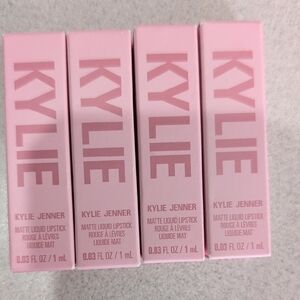 KYLIE
KYLIE JENNER
MATTE LIQUID LIPSTICK
ROUGE À LÈVRES
LIQUIDE MAT
0.03 FL OZ / 1 mL
KYLIE
KYLIE JENNER
MATTE LIQUID LIPSTICK
ROUGE À LÈVRES
LIQUIDE MAT
0.03 FL OZ / 1 mL
KYLIE
KYLIE JENNER
MATTE LIQUID LIPSTICK
ROUGE À LÈVRES
LIQUIDE MAT
0.03 FL OZ / 1 mL
KYLIE
KYLIE JENNER
MATTE LIQUID LIPSTICK
ROUGE À LÈVRES
LIQUIDE MAT
0.03 FL OZ / 1 mL